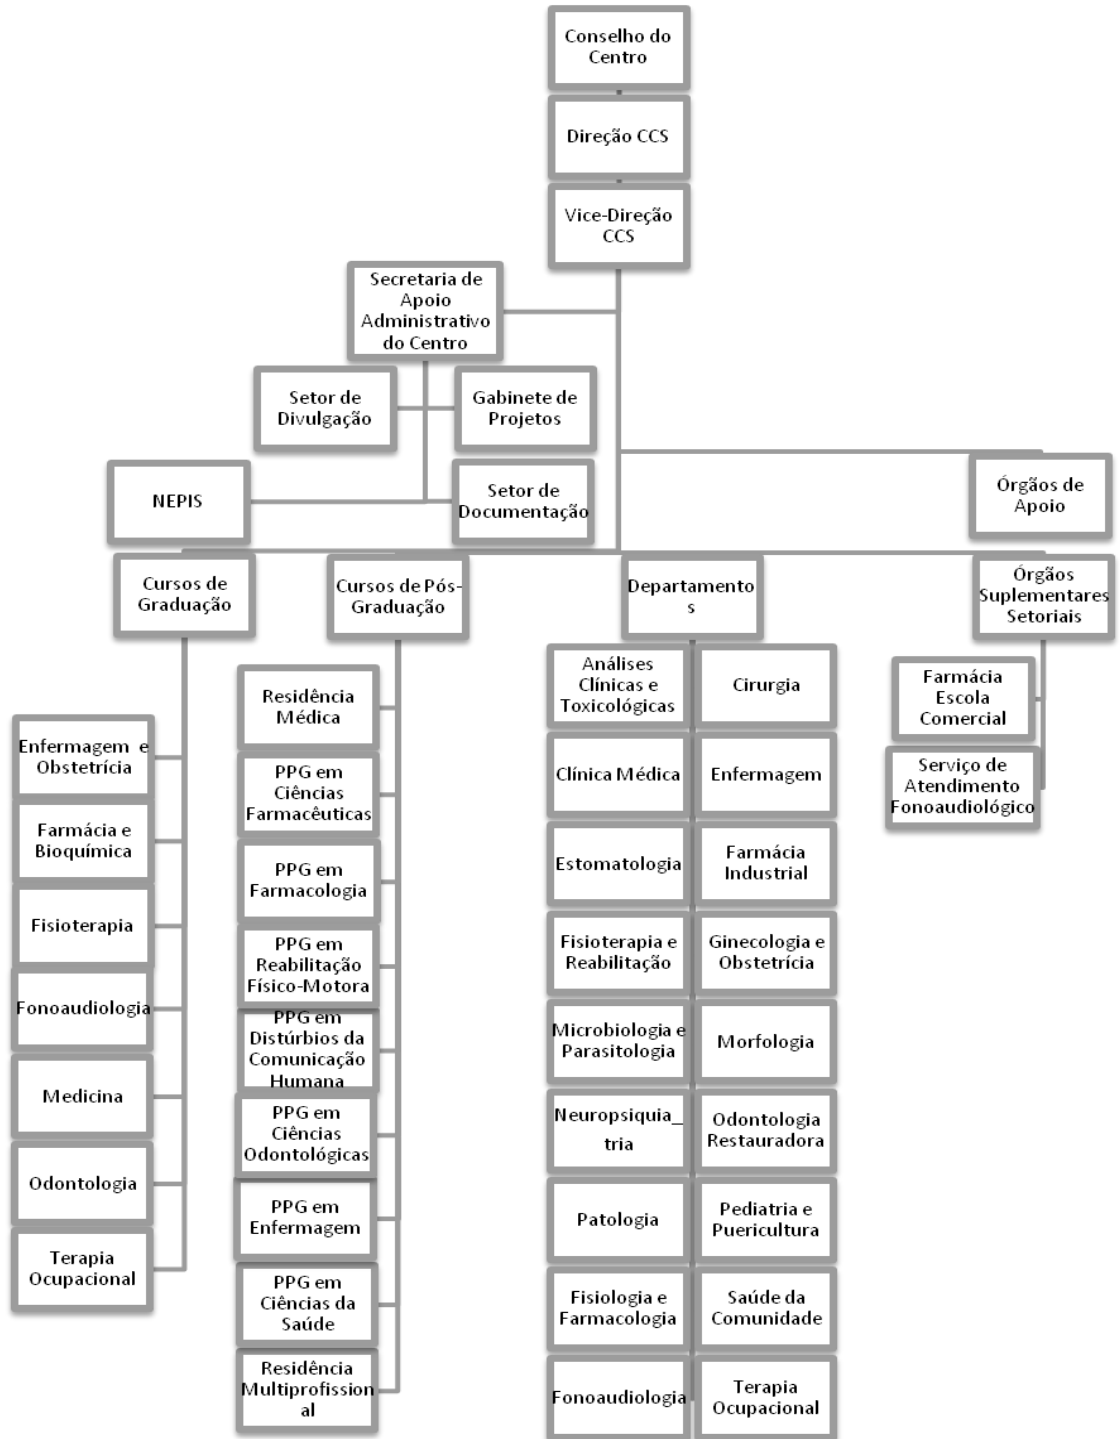 Conselho do
Centro
Direção CCS
Vice-Direção
CCS
Secretaria de
Apoio
Administrativo
do Centro
Setor de
Divulgação
Gabinete de
Projetos
NEPIS
Setor de
Documentação
Órgãos de
Apoio
Cursos de
Graduação
Enfermagem e
Obstetrícia
Farmácia e
Bioquímica
Fisioterapia
Fonoaudiologia
Medicina
Odontologia
Terapia
Ocupacional
Cursos de Pós-
Graduação
Residência
Médica
PPG em
Ciências
Farmacêuticas
PPG em
Farmacologia
PPG em
Reabilitação
Físico-Motora
PPG em
Distúrbios da
Comunicação
Humana
PPG em
Ciências
Odontológicas
PPG em
Enfermagem
PPG em
Ciências da
Saúde
Residência
Multiprofission
al
Departamento
s
Análises
Clínicas e
Toxicológicas
Cirurgia
Clínica Médica
Enfermagem
Estomatologia
Farmácia
Industrial
Fisioterapia e
Reabilitação
Ginecologia e
Obstetrícia
Microbiologia e
Parasitologia
Morfologia
Neuropsiquia_
tria
Odontologia
Restauradora
Patologia
Pediatria e
Puericultura
Fisiologia e
Farmacologia
Saúde da
Comunidade
Fonoaudiologia
Terapia
Ocupacional
Órgãos
Suplementares
Setoriais
Farmácia
Escola
Comercial
Serviço de
Atendimento
Fonoaudiológico